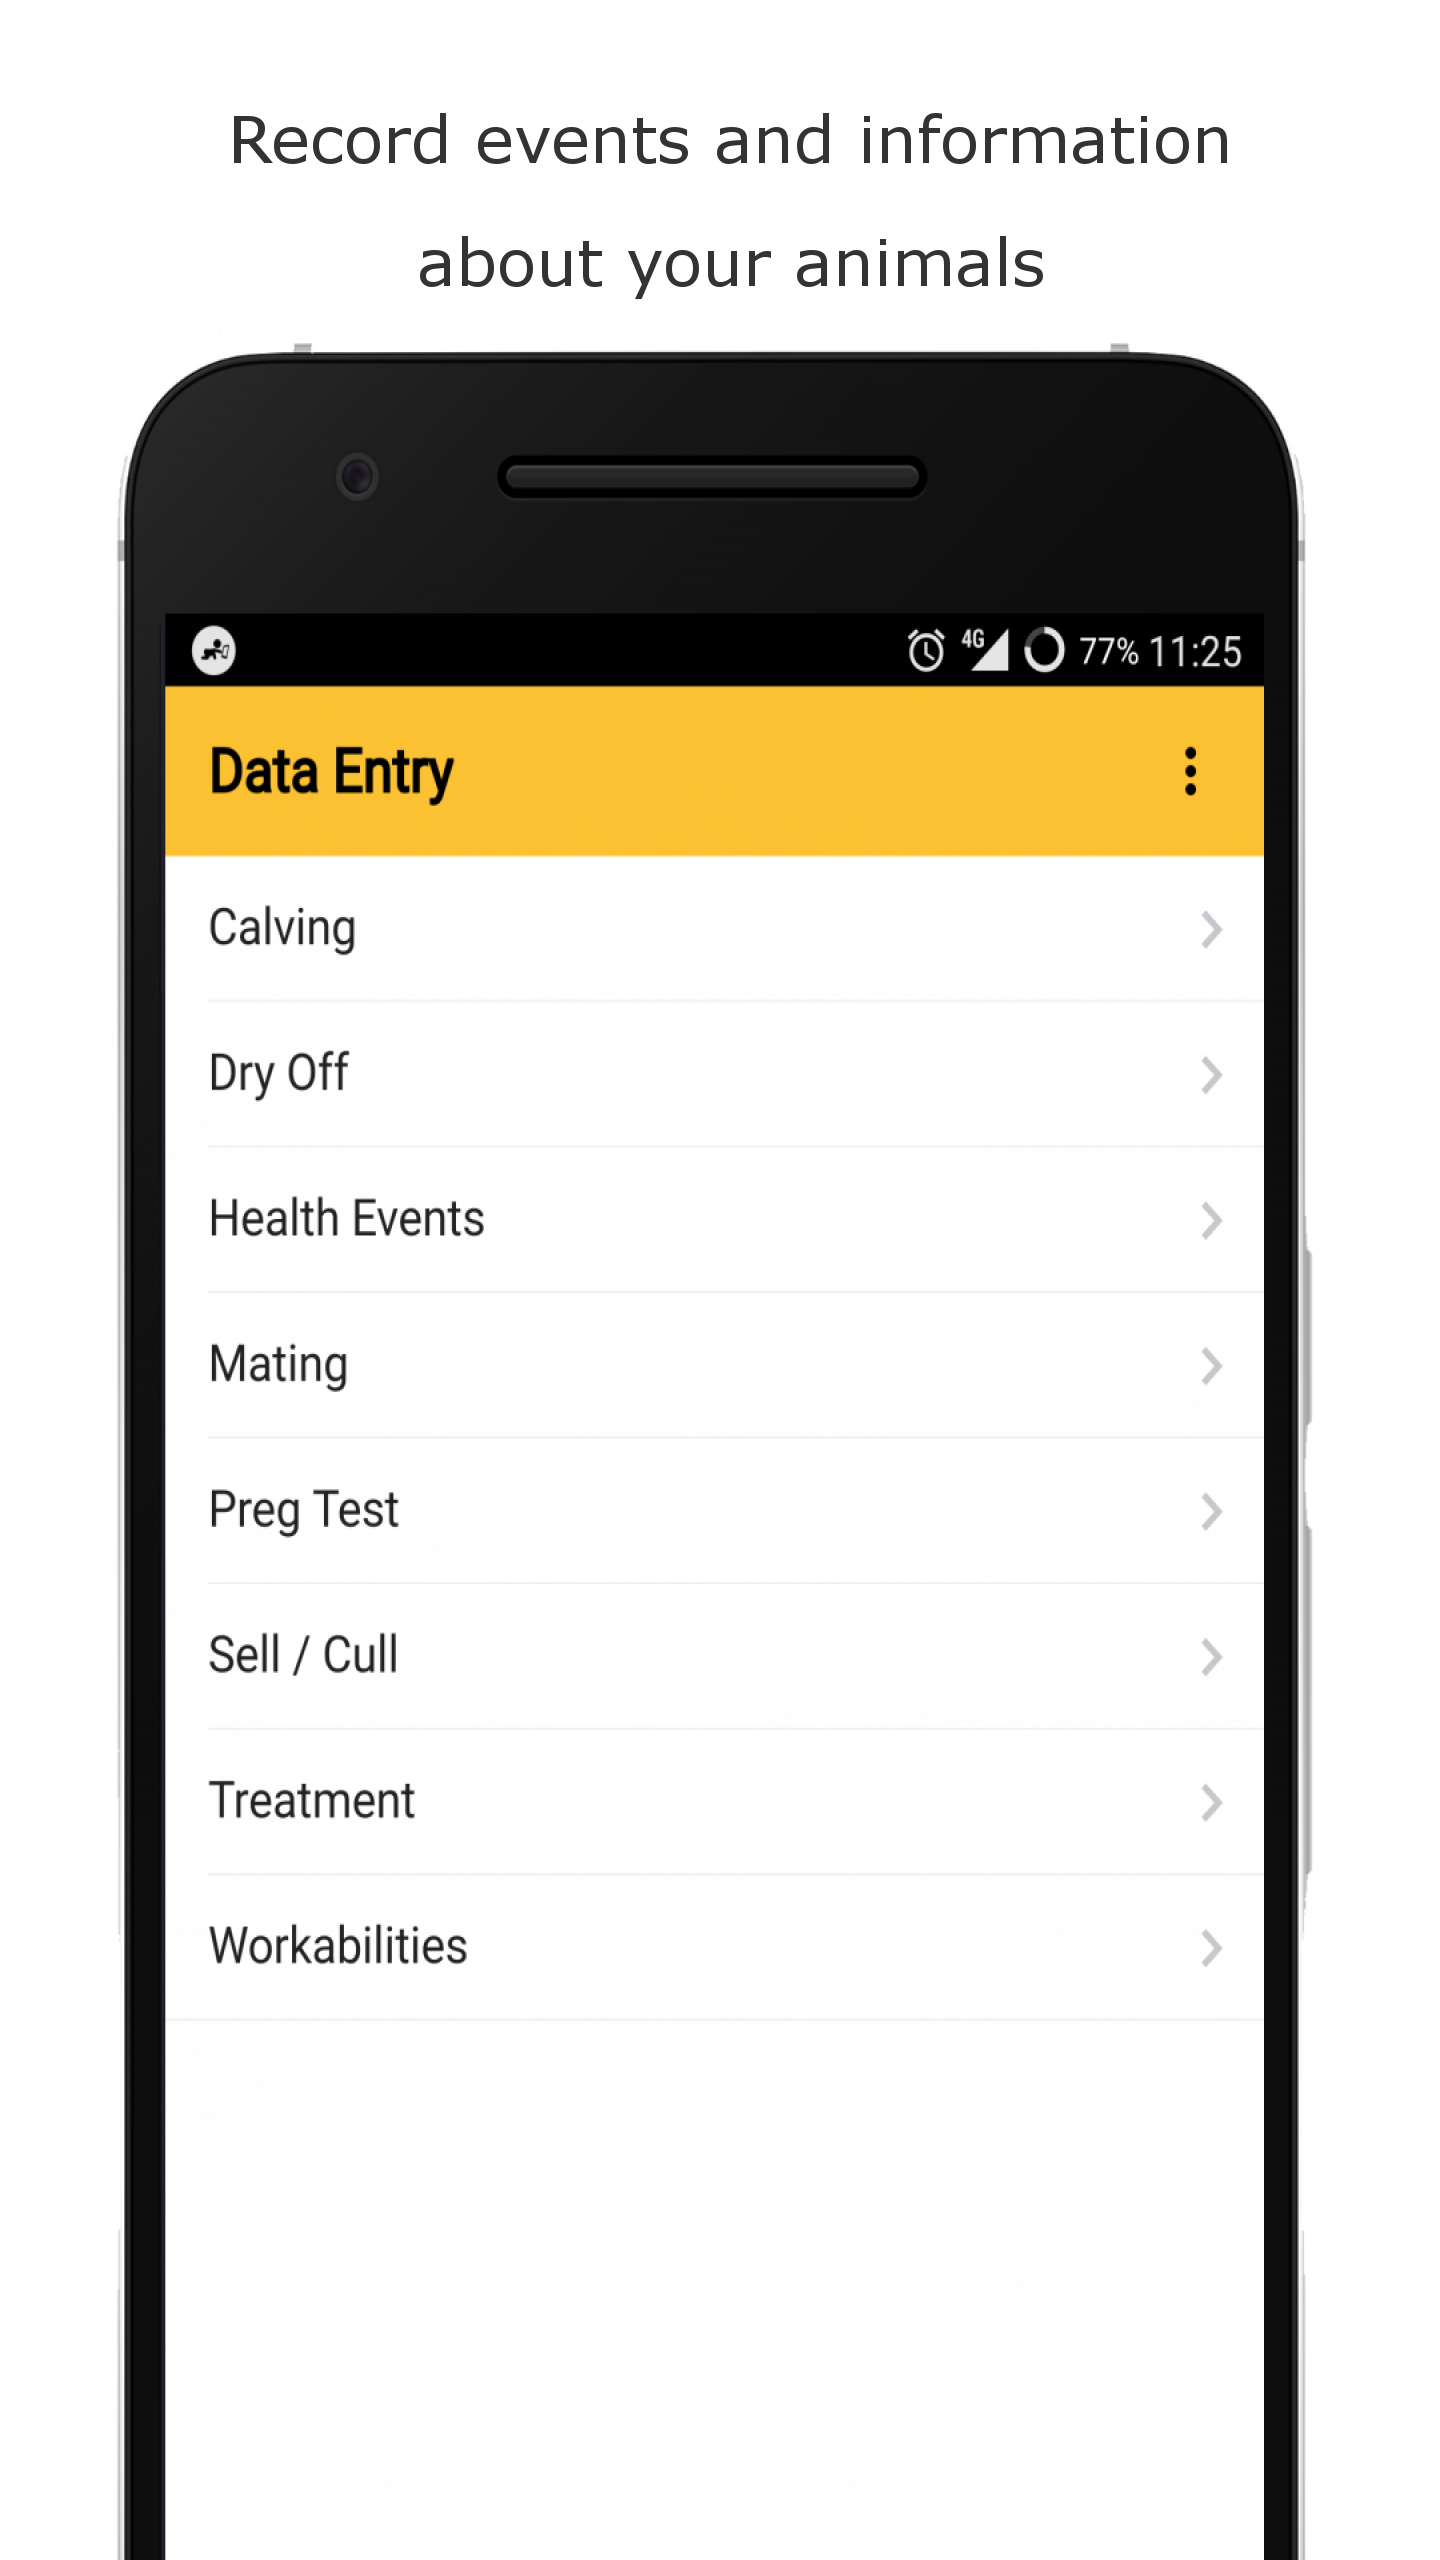 Record events and information
about your animals
4G 77% 11:25
Data Entry
Calving
Dry Off
Health Events
Mating
Preg Test
Sell / Cull
Treatment
Workabilities